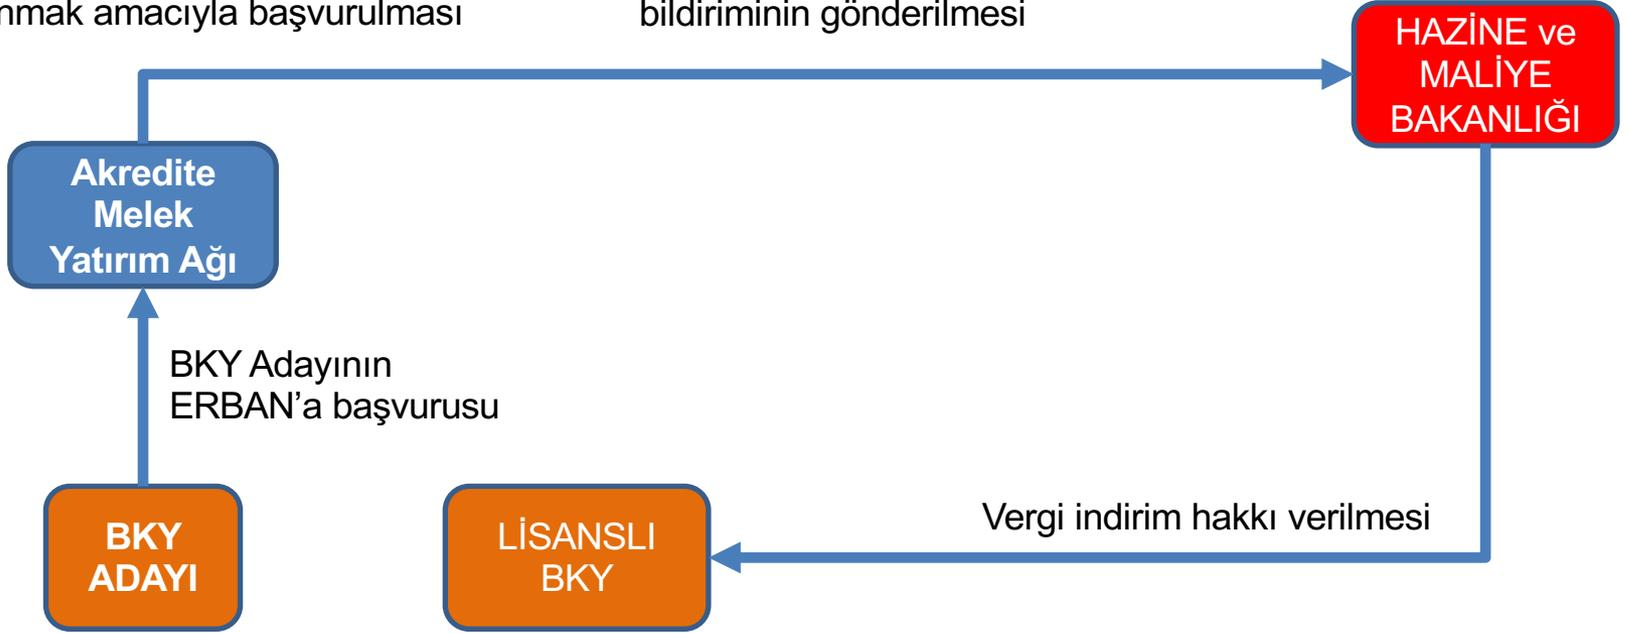 amacıyla başvurulması
bildiriminin gönderilmesi
HAZİNE ve
MALİYE
BAKANLIĞI
Akredite
Melek
Yatırım Ağı
BKY Adayının
ERBAN’a başvurusu
BKY
ADAYI
LİSANSLI
BKY
Vergi indirim hakkı verilmesi